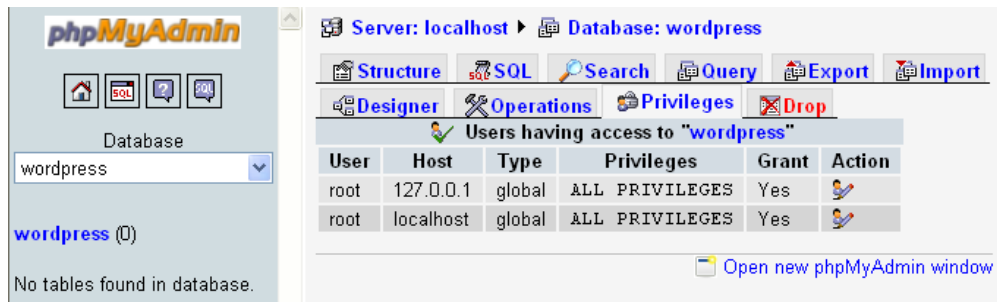 phpMyAdmin
SQL
SQL
Database
wordpress
wordpress (0)
No tables found in database.
Server: localhost Database: wordpress
Structure SQL Search Query Export Import
Designer Operations Privileges Drop
Users having access to "wordpress"
User Host Type Privileges Grant Action
root 127.0.0.1 global ALL PRIVILEGES Yes
root localhost global ALL PRIVILEGES Yes
Open new phpMyAdmin window